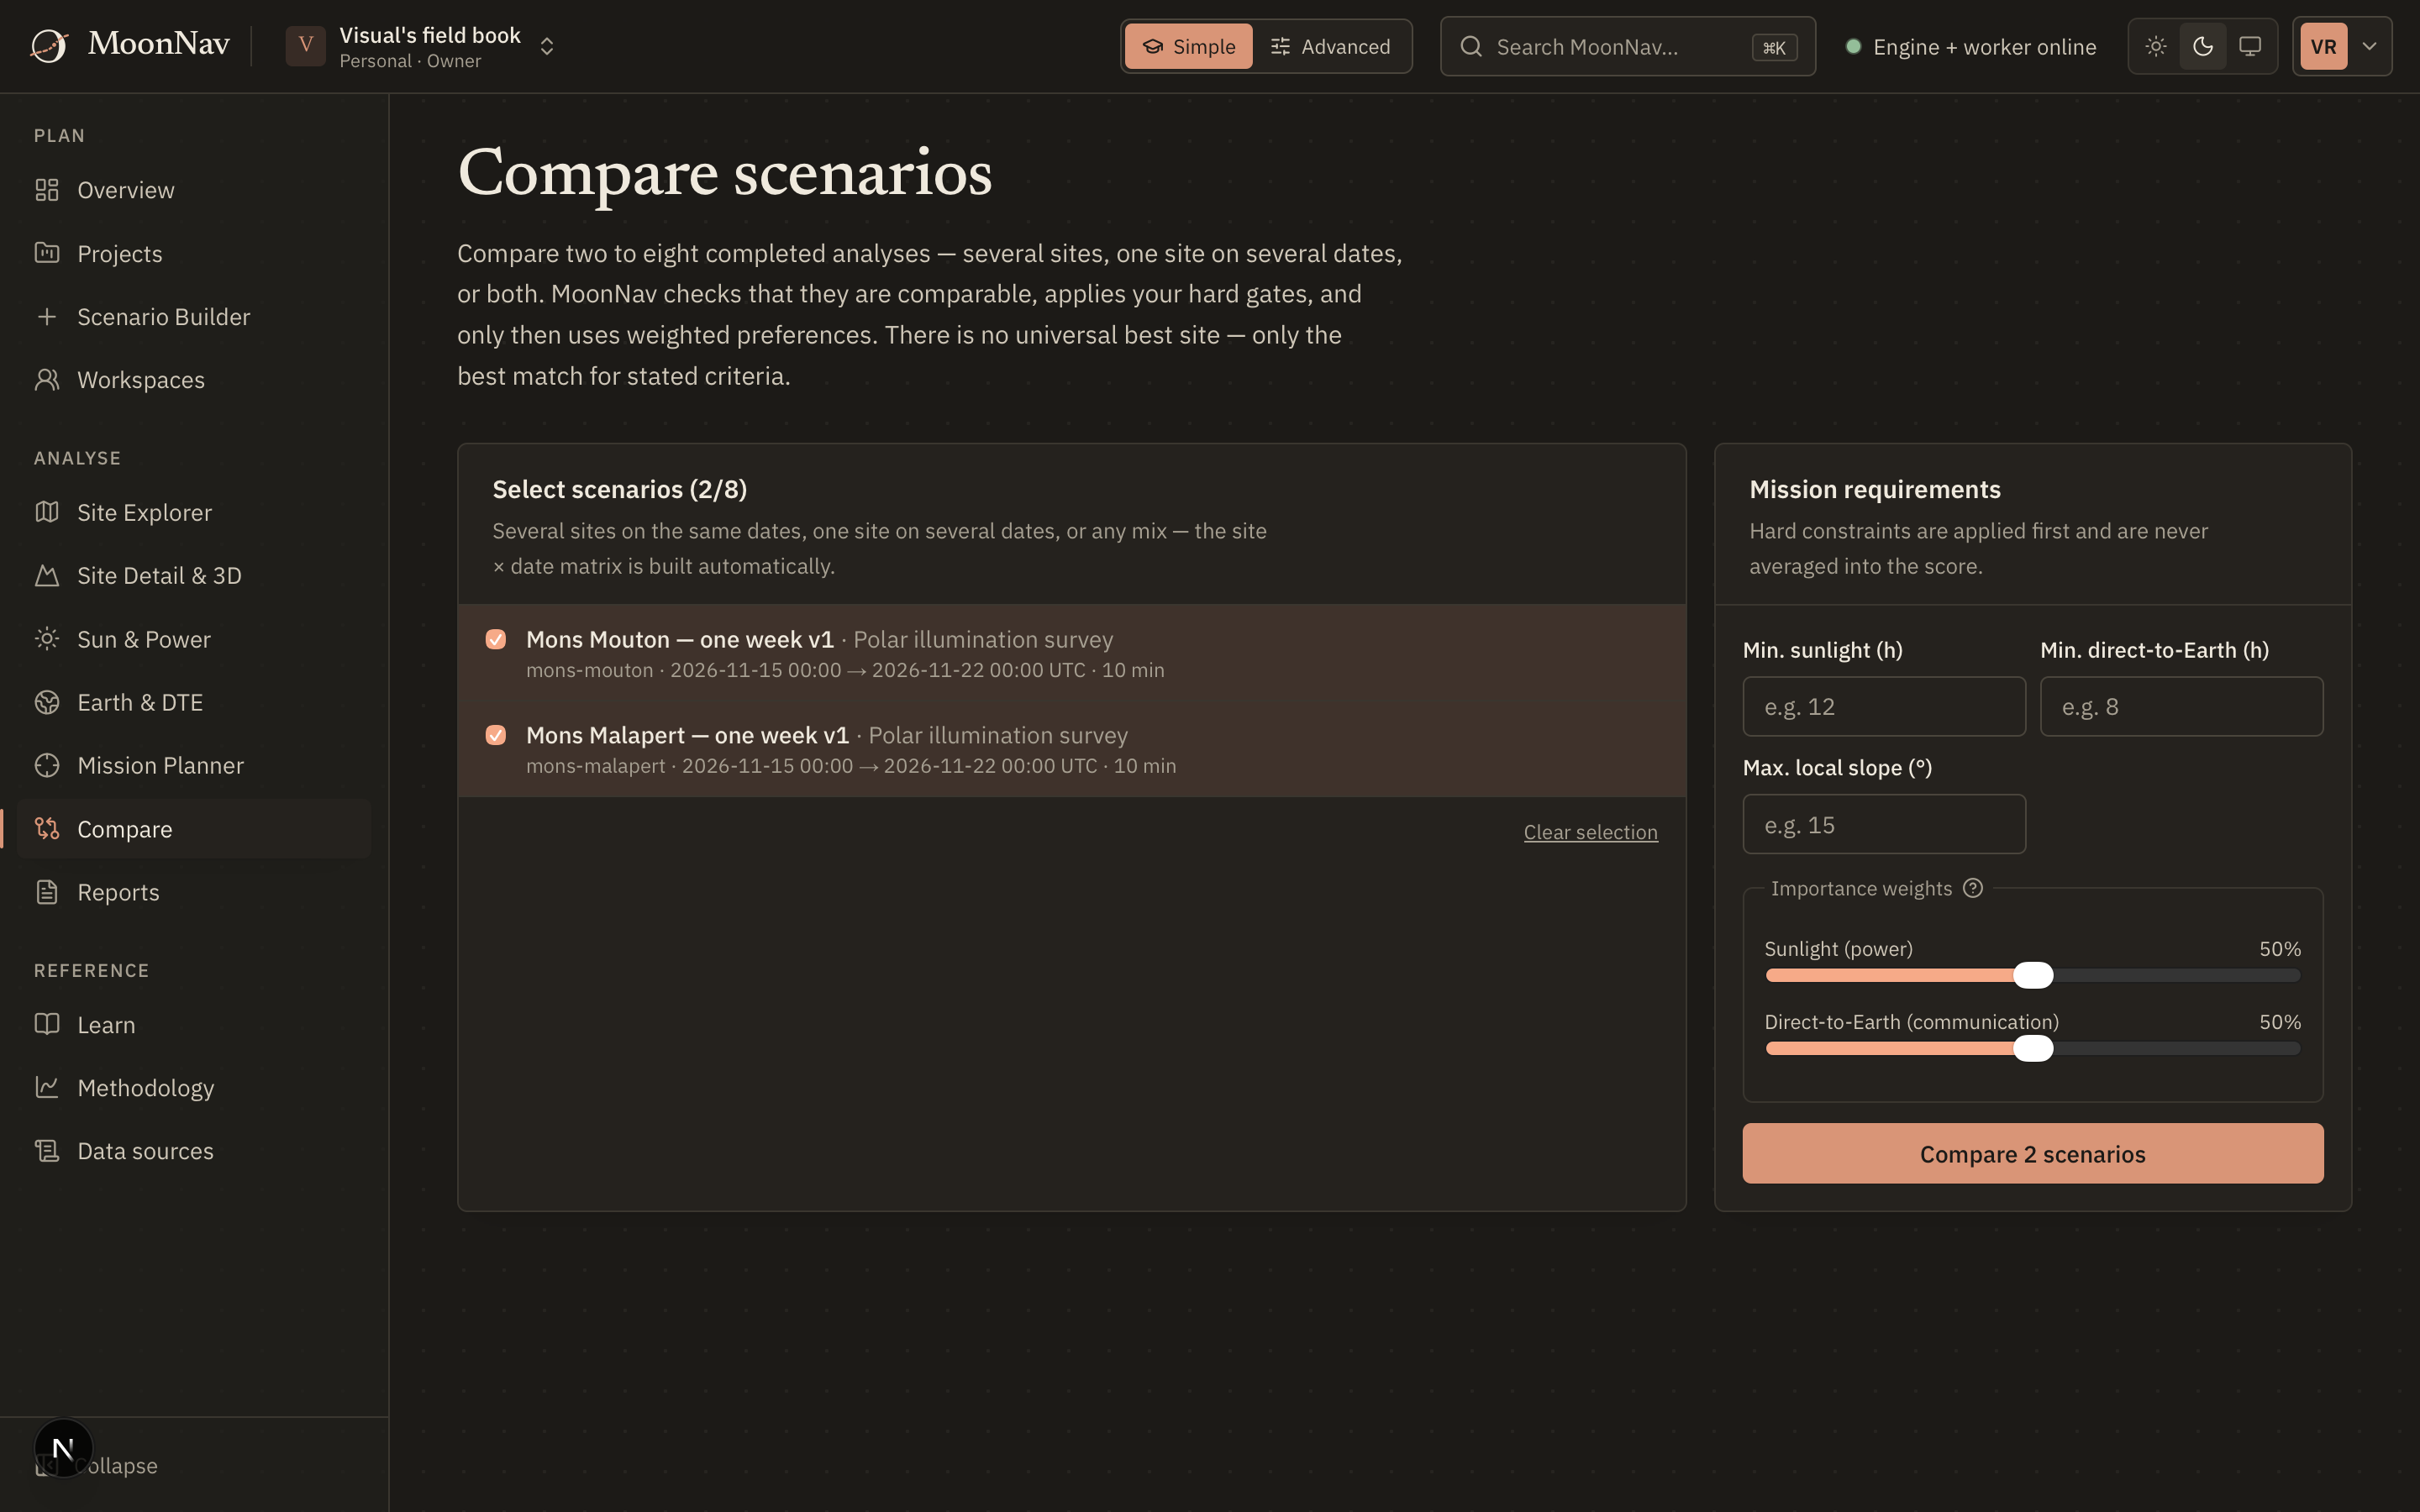 MoonNav
V
Visual's field book
Personal · Owner
Simple
Advanced
Search MoonNav...
⌘K
Engine + worker online
VR
PLAN
Overview
Projects
Scenario Builder
Workspaces
ANALYSE
Site Explorer
Site Detail & 3D
Sun & Power
Earth & DTE
Mission Planner
Compare
Reports
REFERENCE
Learn
Methodology
Data sources
N
Collapse
Compare scenarios
Compare two to eight completed analyses — several sites, one site on several dates,
or both. MoonNav checks that they are comparable, applies your hard gates, and
only then uses weighted preferences. There is no universal best site — only the
best match for stated criteria.
Select scenarios (2/8)
Several sites on the same dates, one site on several dates, or any mix — the site
× date matrix is built automatically.
Mons Mouton — one week v1 · Polar illumination survey
mons-mouton · 2026-11-15 00:00 → 2026-11-22 00:00 UTC · 10 min
Mons Malapert — one week v1 · Polar illumination survey
mons-malapert · 2026-11-15 00:00 → 2026-11-22 00:00 UTC · 10 min
Clear selection
Mission requirements
Hard constraints are applied first and are never
averaged into the score.
Min. sunlight (h)
e.g. 12
Min. direct-to-Earth (h)
e.g. 8
Max. local slope (°)
e.g. 15
Importance weights ?
Sunlight (power) 50%
Direct-to-Earth (communication) 50%
Compare 2 scenarios